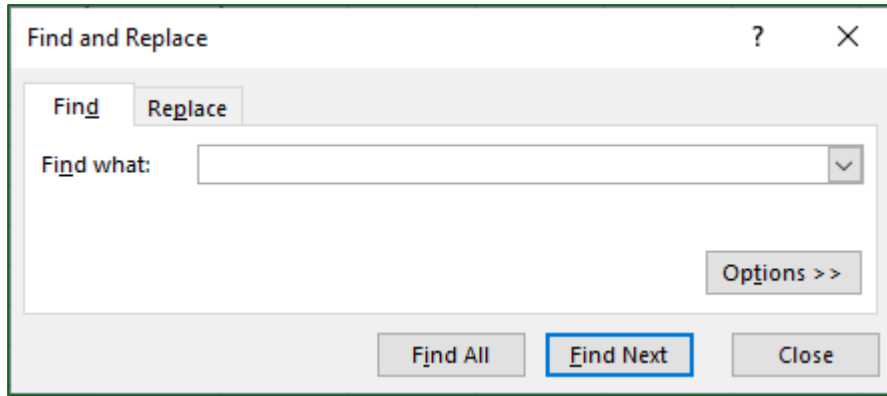 Find and Replace ?
Find Replace
Find what:
Options >>
Find All Find Next Close